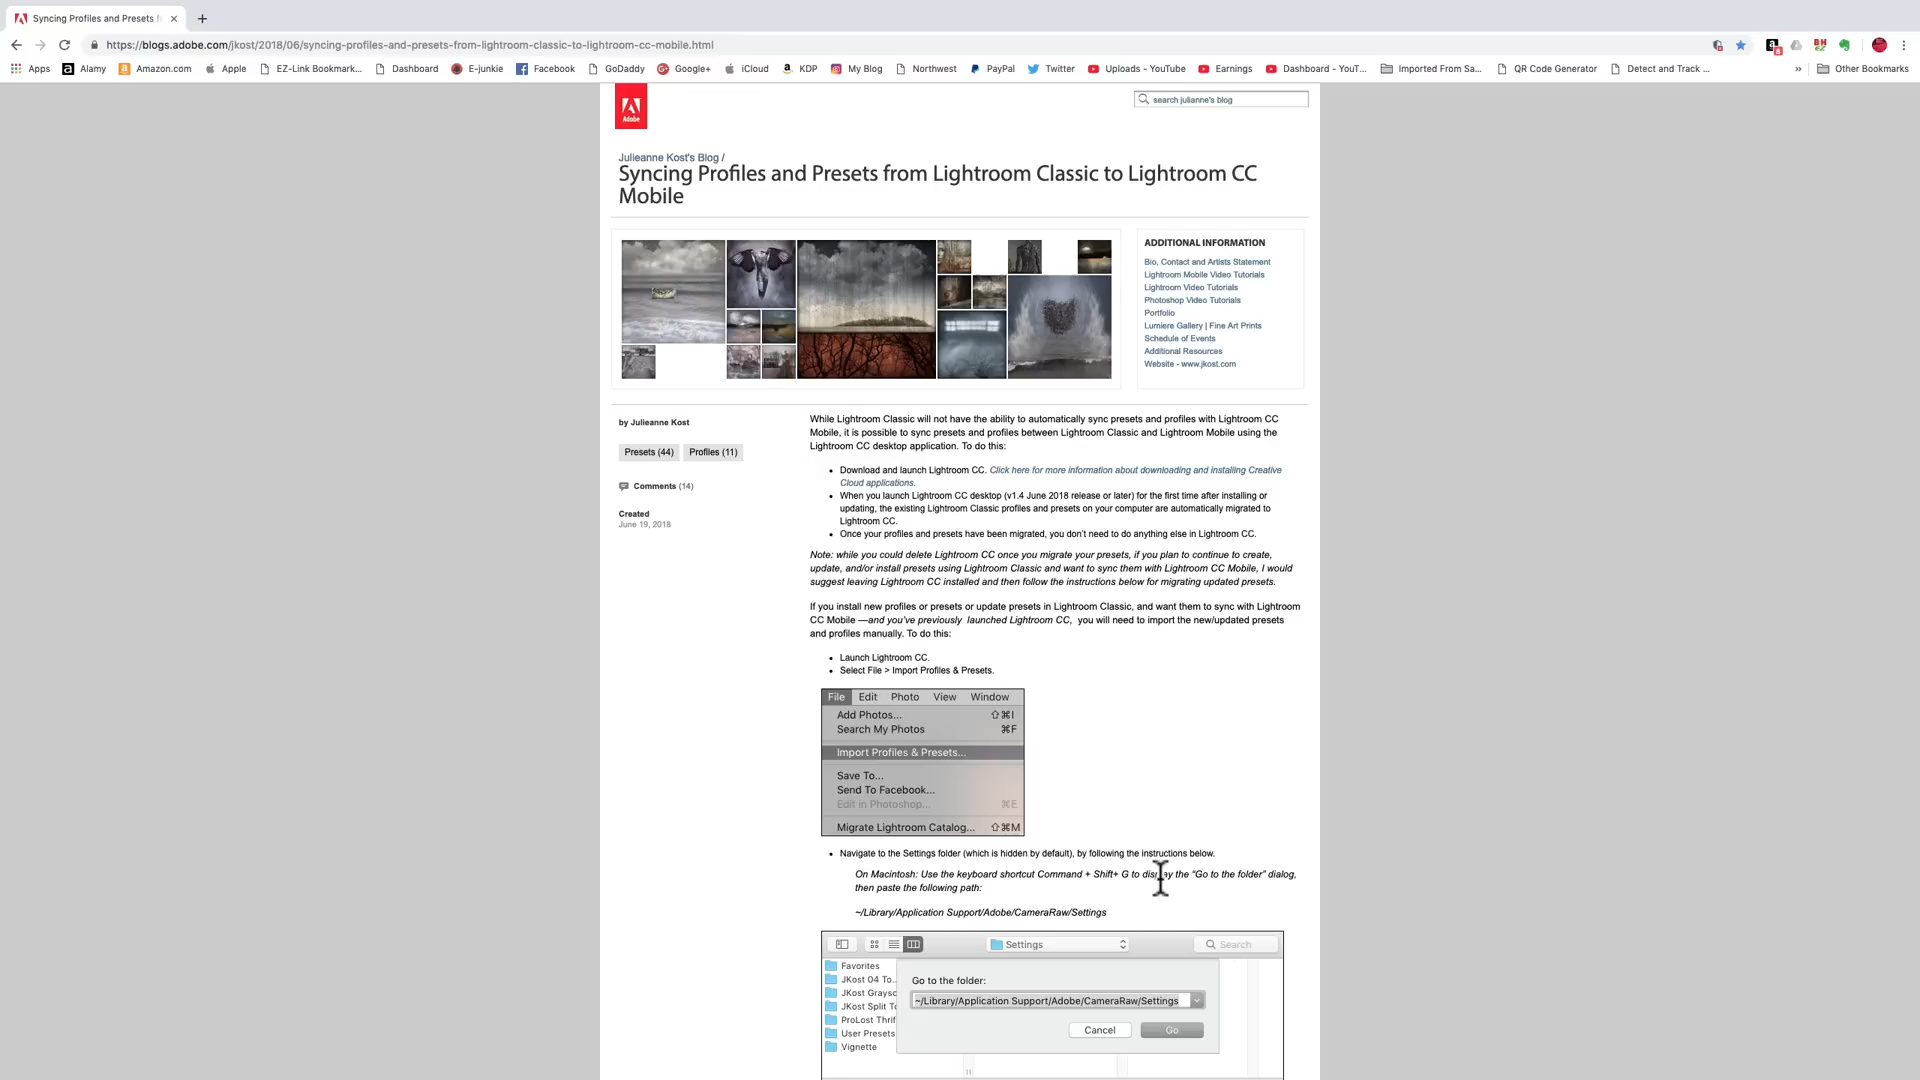 Syncing Profiles and Presets f
https://blogs.adobe.com/jkost/2018/06/syncing-profiles-and-presets-from-lightroom-classic-to-lightroom-cc-mobile.html
Apps Alamy Amazon.com Apple EZ-Link Bookmark... Dashboard E-junkie Facebook GoDaddy Google+ iCloud KDP My Blog Northwest PayPal Twitter Uploads - YouTube Earnings Dashboard - YouT... Imported From Sa... QR Code Generator Detect and Track ... » Other Bookmarks
Adobe
search julianne's blog
Julieanne Kost's Blog /
Syncing Profiles and Presets from Lightroom Classic to Lightroom CC
Mobile
ADDITIONAL INFORMATION
Bio, Contact and Artists Statement
Lightroom Mobile Video Tutorials
Lightroom Video Tutorials
Photoshop Video Tutorials
Portfolio
Lumiere Gallery | Fine Art Prints
Schedule of Events
Additional Resources
Website - www.jkost.com
by Julieanne Kost
Presets (44) Profiles (11)
Comments (14)
Created
June 19, 2018
While Lightroom Classic will not have the ability to automatically sync presets and profiles with Lightroom CC
Mobile, it is possible to sync presets and profiles between Lightroom Classic and Lightroom Mobile using the
Lightroom CC desktop application. To do this:
• Download and launch Lightroom CC. Click here for more information about downloading and installing Creative
Cloud applications.
• When you launch Lightroom CC desktop (v1.4 June 2018 release or later) for the first time after installing or
updating, the existing Lightroom Classic profiles and presets on your computer are automatically migrated to
Lightroom CC.
• Once your profiles and presets have been migrated, you don't need to do anything else in Lightroom CC.
Note: while you could delete Lightroom CC once you migrate your presets, if you plan to continue to create,
update, and/or install presets using Lightroom Classic and want to sync them with Lightroom CC Mobile, I would
suggest leaving Lightroom CC installed and then follow the instructions below for migrating updated presets.
If you install new profiles or presets or update presets in Lightroom Classic, and want them to sync with Lightroom
CC Mobile —and you've previously launched Lightroom CC, you will need to import the new/updated presets
and profiles manually. To do this:
• Launch Lightroom CC.
• Select File > Import Profiles & Presets.
File Edit Photo View Window
Add Photos... ⇧⌘I
Search My Photos ⌘F
Import Profiles & Presets...
Save To...
Send To Facebook...
Edit in Photoshop... ⌘E
Migrate Lightroom Catalog... ⇧⌘M
• Navigate to the Settings folder (which is hidden by default), by following the instructions below.
On Macintosh: Use the keyboard shortcut Command + Shift+ G to display the “Go to the folder” dialog,
then paste the following path:
~/Library/Application Support/Adobe/CameraRaw/Settings
Settings Search
Favorites
JKost 04 To...
JKost Graysc
JKost Split To
ProLost Thrif
User Presets
Vignette
Go to the folder:
~/Library/Application Support/Adobe/CameraRaw/Settings
Cancel Go